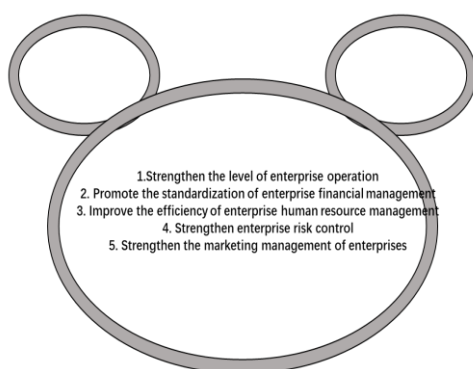 1.Strengthen the level of enterprise operation
2. Promote the standardization of enterprise financial management
3. Improve the efficiency of enterprise human resource management
4. Strengthen enterprise risk control
5. Strengthen the marketing management of enterprises